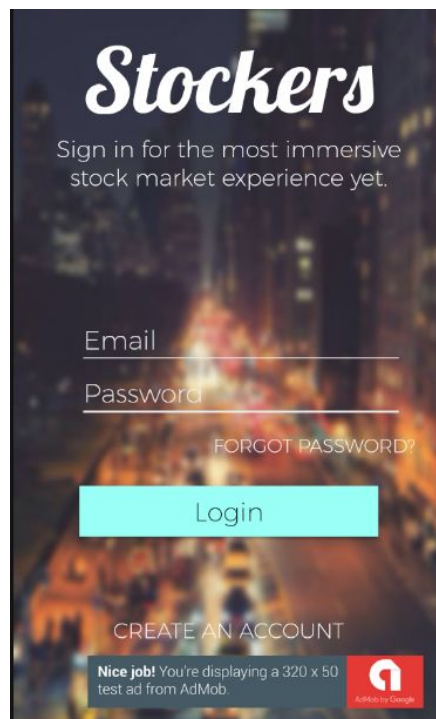 Stockers
Sign in for the most immersive
stock market experience yet.
Email
Password
FORGOT PASSWORD?
Login
CREATE AN ACCOUNT
Nice job! You're displaying a 320 x 50
test ad from AdMob.
AdMob by Google